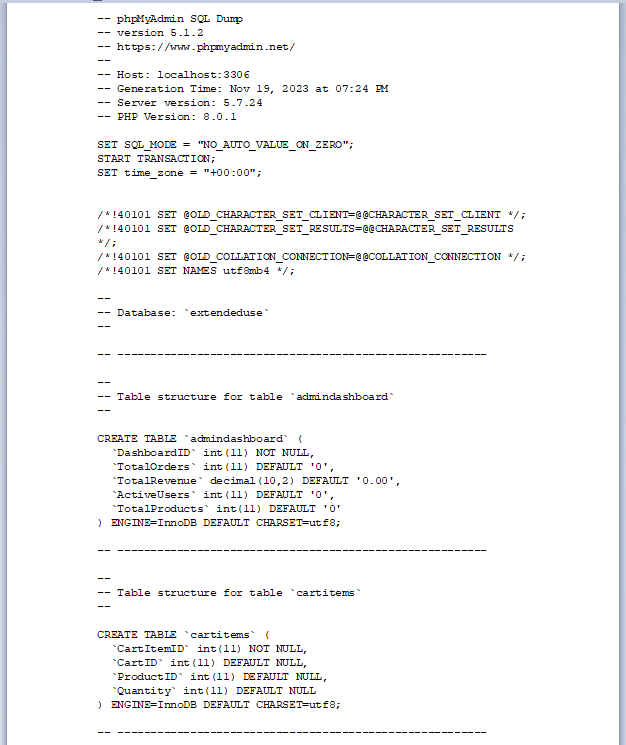 -- phpMyAdmin SQL Dump
-- version 5.1.2
-- https://www.phpmyadmin.net/
--
-- Host: localhost:3306
-- Generation Time: Nov 19, 2023 at 07:24 PM
-- Server version: 5.7.24
-- PHP Version: 8.0.1

SET SQL_MODE = "NO_AUTO_VALUE_ON_ZERO";
START TRANSACTION;
SET time_zone = "+00:00";


/*!40101 SET @OLD_CHARACTER_SET_CLIENT=@@CHARACTER_SET_CLIENT */;
/*!40101 SET @OLD_CHARACTER_SET_RESULTS=@@CHARACTER_SET_RESULTS
*/;
/*!40101 SET @OLD_COLLATION_CONNECTION=@@COLLATION_CONNECTION */;
/*!40101 SET NAMES utf8mb4 */;

--
-- Database: `extendeduse`
--

-- --------------------------------------------------------

--
-- Table structure for table `admindashboard`
--

CREATE TABLE `admindashboard` (
  `DashboardID` int(11) NOT NULL,
  `TotalOrders` int(11) DEFAULT '0',
  `TotalRevenue` decimal(10,2) DEFAULT '0.00',
  `ActiveUsers` int(11) DEFAULT '0',
  `TotalProducts` int(11) DEFAULT '0'
) ENGINE=InnoDB DEFAULT CHARSET=utf8;

-- --------------------------------------------------------

--
-- Table structure for table `cartitems`
--

CREATE TABLE `cartitems` (
  `CartItemID` int(11) NOT NULL,
  `CartID` int(11) DEFAULT NULL,
  `ProductID` int(11) DEFAULT NULL,
  `Quantity` int(11) DEFAULT NULL
) ENGINE=InnoDB DEFAULT CHARSET=utf8;

-- --------------------------------------------------------